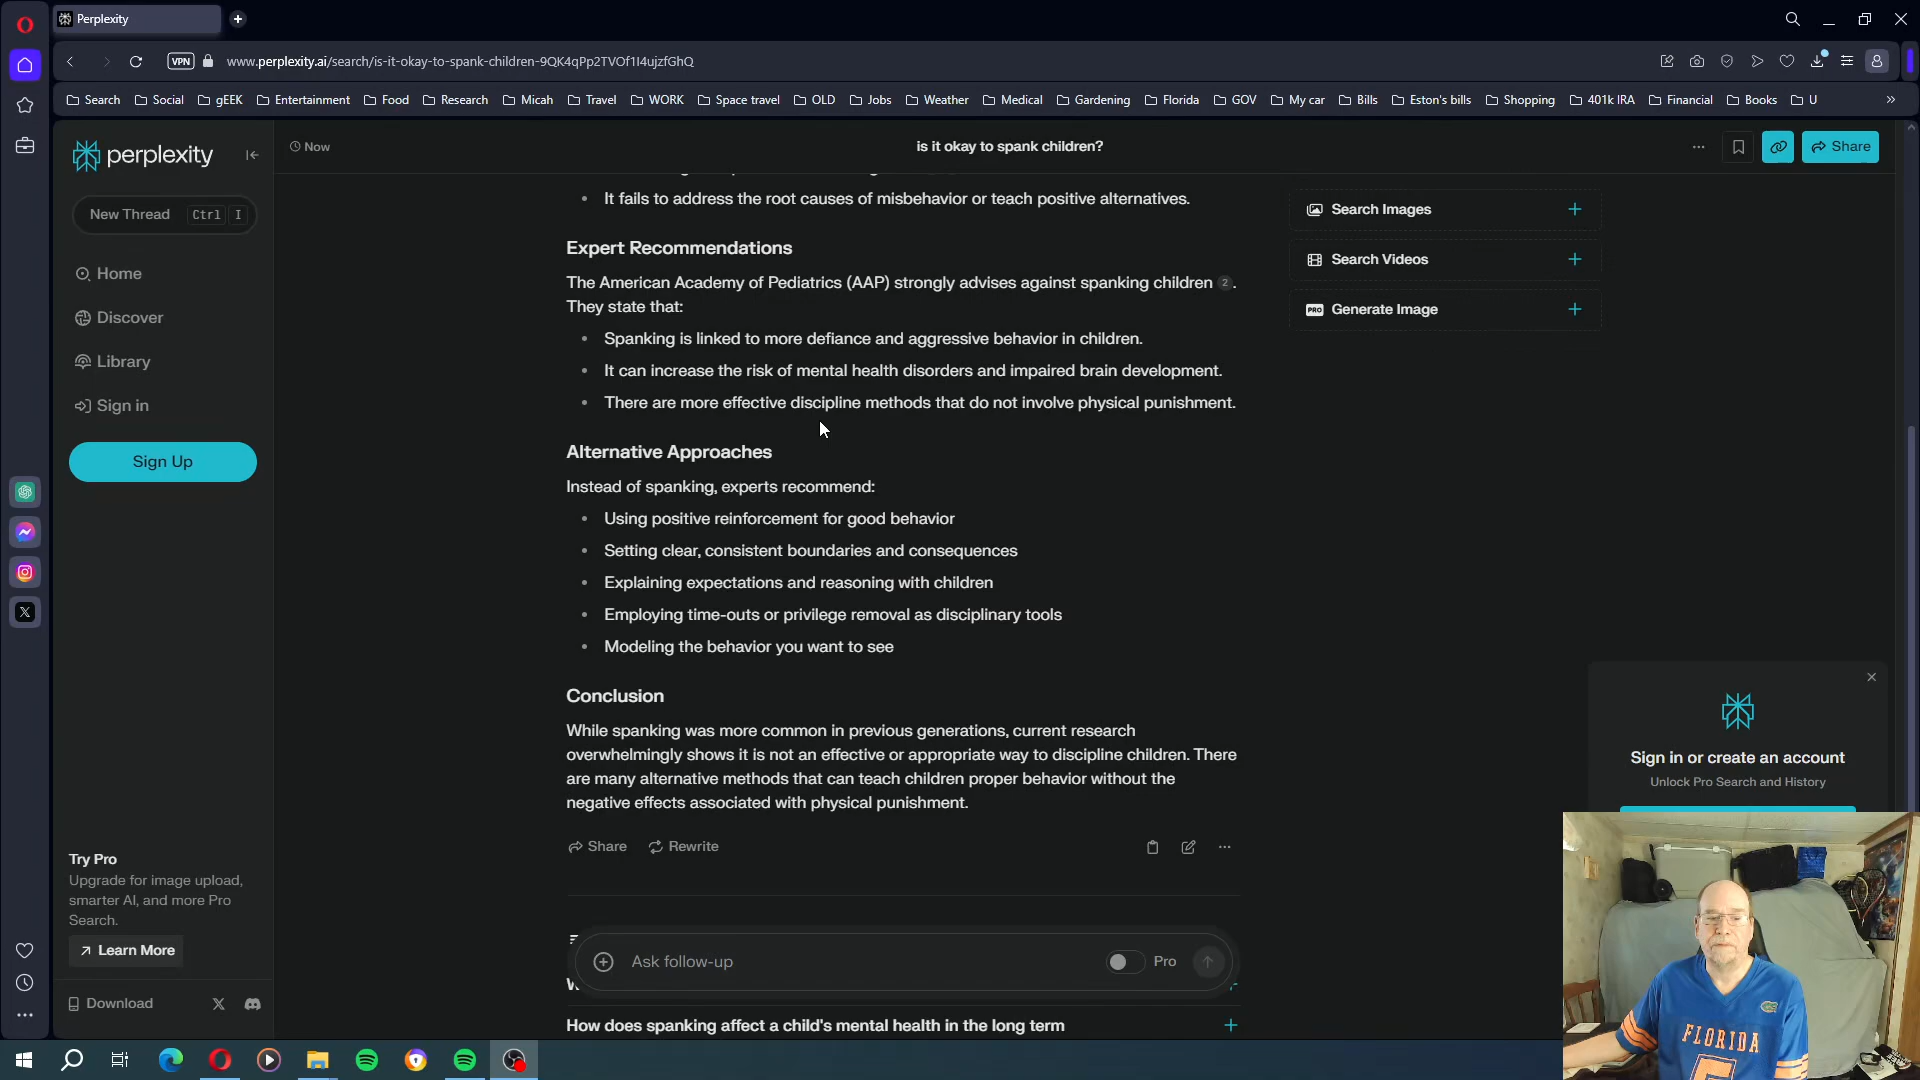 Perplexity
VPN
www.perplexity.ai/search/is-it-okay-to-spank-children-9QK4qPp2TVOf1I4ujzfGhQ
Search Social gEEK Entertainment Food Research Micah Travel WORK Space travel OLD Jobs Weather Medical Gardening Florida GOV My car Bills Eston's bills Shopping 401k IRA Financial Books U
perplexity
Now
is it okay to spank children?
Share
New Thread Ctrl I
Home
Discover
Library
Sign in
Sign Up
Try Pro
Upgrade for image upload,
smarter AI, and more Pro
Search.
Learn More
Download
It fails to address the root causes of misbehavior or teach positive alternatives.
Expert Recommendations
The American Academy of Pediatrics (AAP) strongly advises against spanking children 2 .
They state that:
Spanking is linked to more defiance and aggressive behavior in children.
It can increase the risk of mental health disorders and impaired brain development.
There are more effective discipline methods that do not involve physical punishment.
Alternative Approaches
Instead of spanking, experts recommend:
Using positive reinforcement for good behavior
Setting clear, consistent boundaries and consequences
Explaining expectations and reasoning with children
Employing time-outs or privilege removal as disciplinary tools
Modeling the behavior you want to see
Conclusion
While spanking was more common in previous generations, current research
overwhelmingly shows it is not an effective or appropriate way to discipline children. There
are many alternative methods that can teach children proper behavior without the
negative effects associated with physical punishment.
Share Rewrite
Ask follow-up
Pro
How does spanking affect a child's mental health in the long term
Search Images
Search Videos
PRO Generate Image
Sign in or create an account
Unlock Pro Search and History
FLORIDA